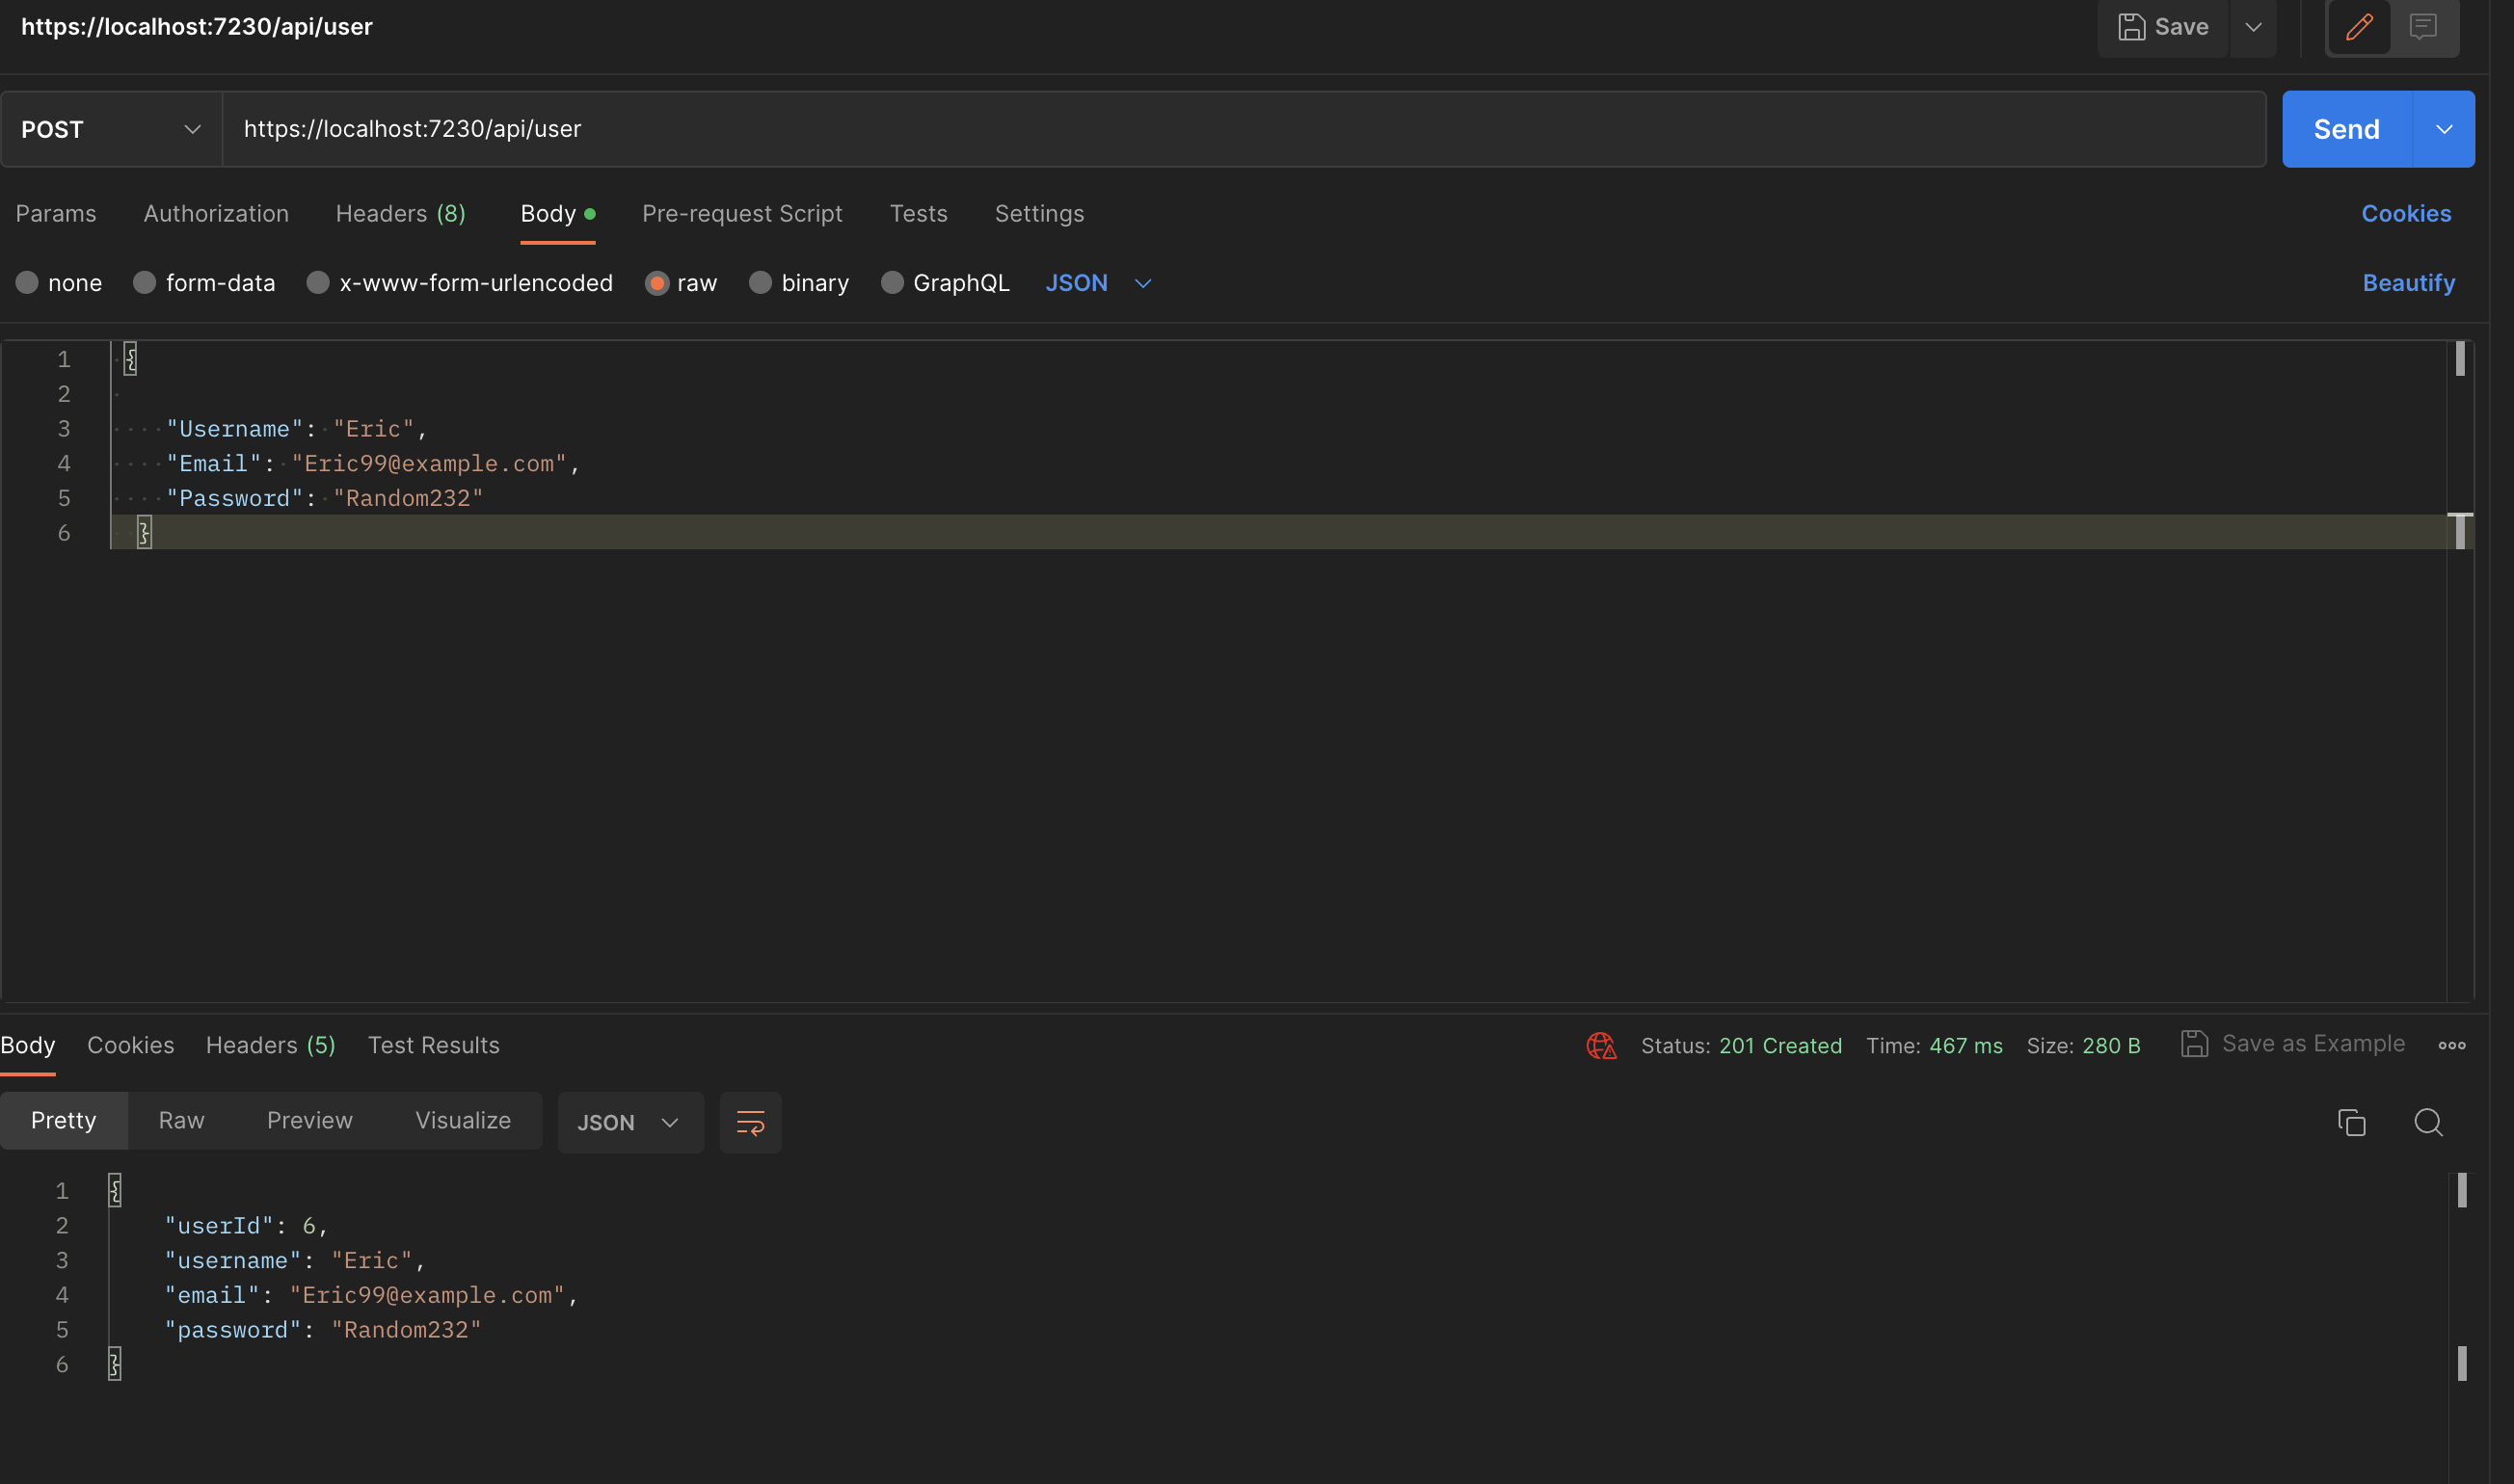 https://localhost:7230/api/user
Save
POST
https://localhost:7230/api/user
Send
Params Authorization Headers (8) Body Pre-request Script Tests Settings Cookies
none form-data x-www-form-urlencoded raw binary GraphQL JSON Beautify
1 {
2
3 "Username": "Eric",
4 "Email": "Eric99@example.com",
5 "Password": "Random232"
6 }
Body Cookies Headers (5) Test Results Status: 201 Created Time: 467 ms Size: 280 B Save as Example
Pretty Raw Preview Visualize JSON
1 {
2 "userId": 6,
3 "username": "Eric",
4 "email": "Eric99@example.com",
5 "password": "Random232"
6 }